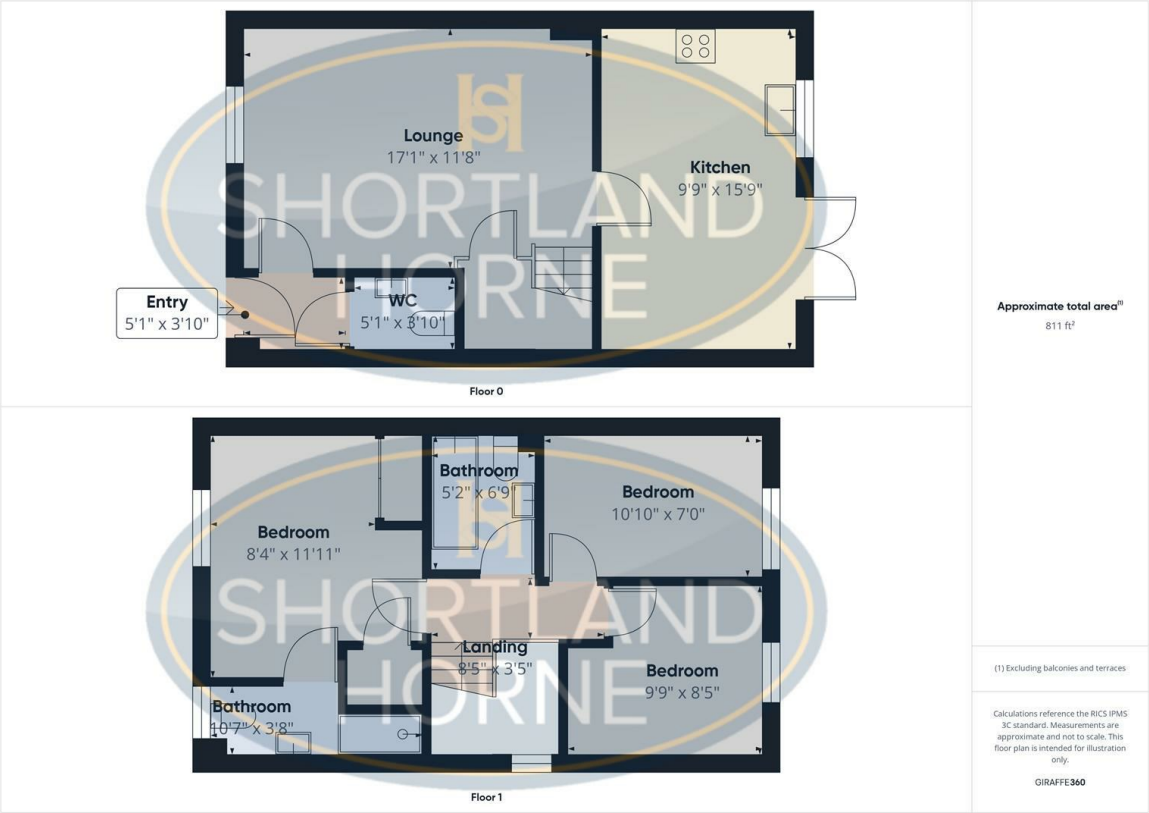 Lounge
17'1" x 11'8"
Kitchen
9'9" x 15'9"
SHORTLAND
HORNE
Entry
5'1" x 3'10"
WC
5'1" x 3'10"
Floor 0
Approximate total area(1)
811 ft²
Bathroom
5'2" x 6'9"
Bedroom
10'10" x 7'0"
Bedroom
8'4" x 11'11"
SHORTLAND
HORNE
Landing
8'5" x 3'5"
Bedroom
9'9" x 8'5"
Bathroom
10'7" x 3'8"
Floor 1
(1) Excluding balconies and terraces
Calculations reference the RICS IPMS
3C standard. Measurements are
approximate and not to scale. This
floor plan is intended for illustration
only.
GIRAFFE360